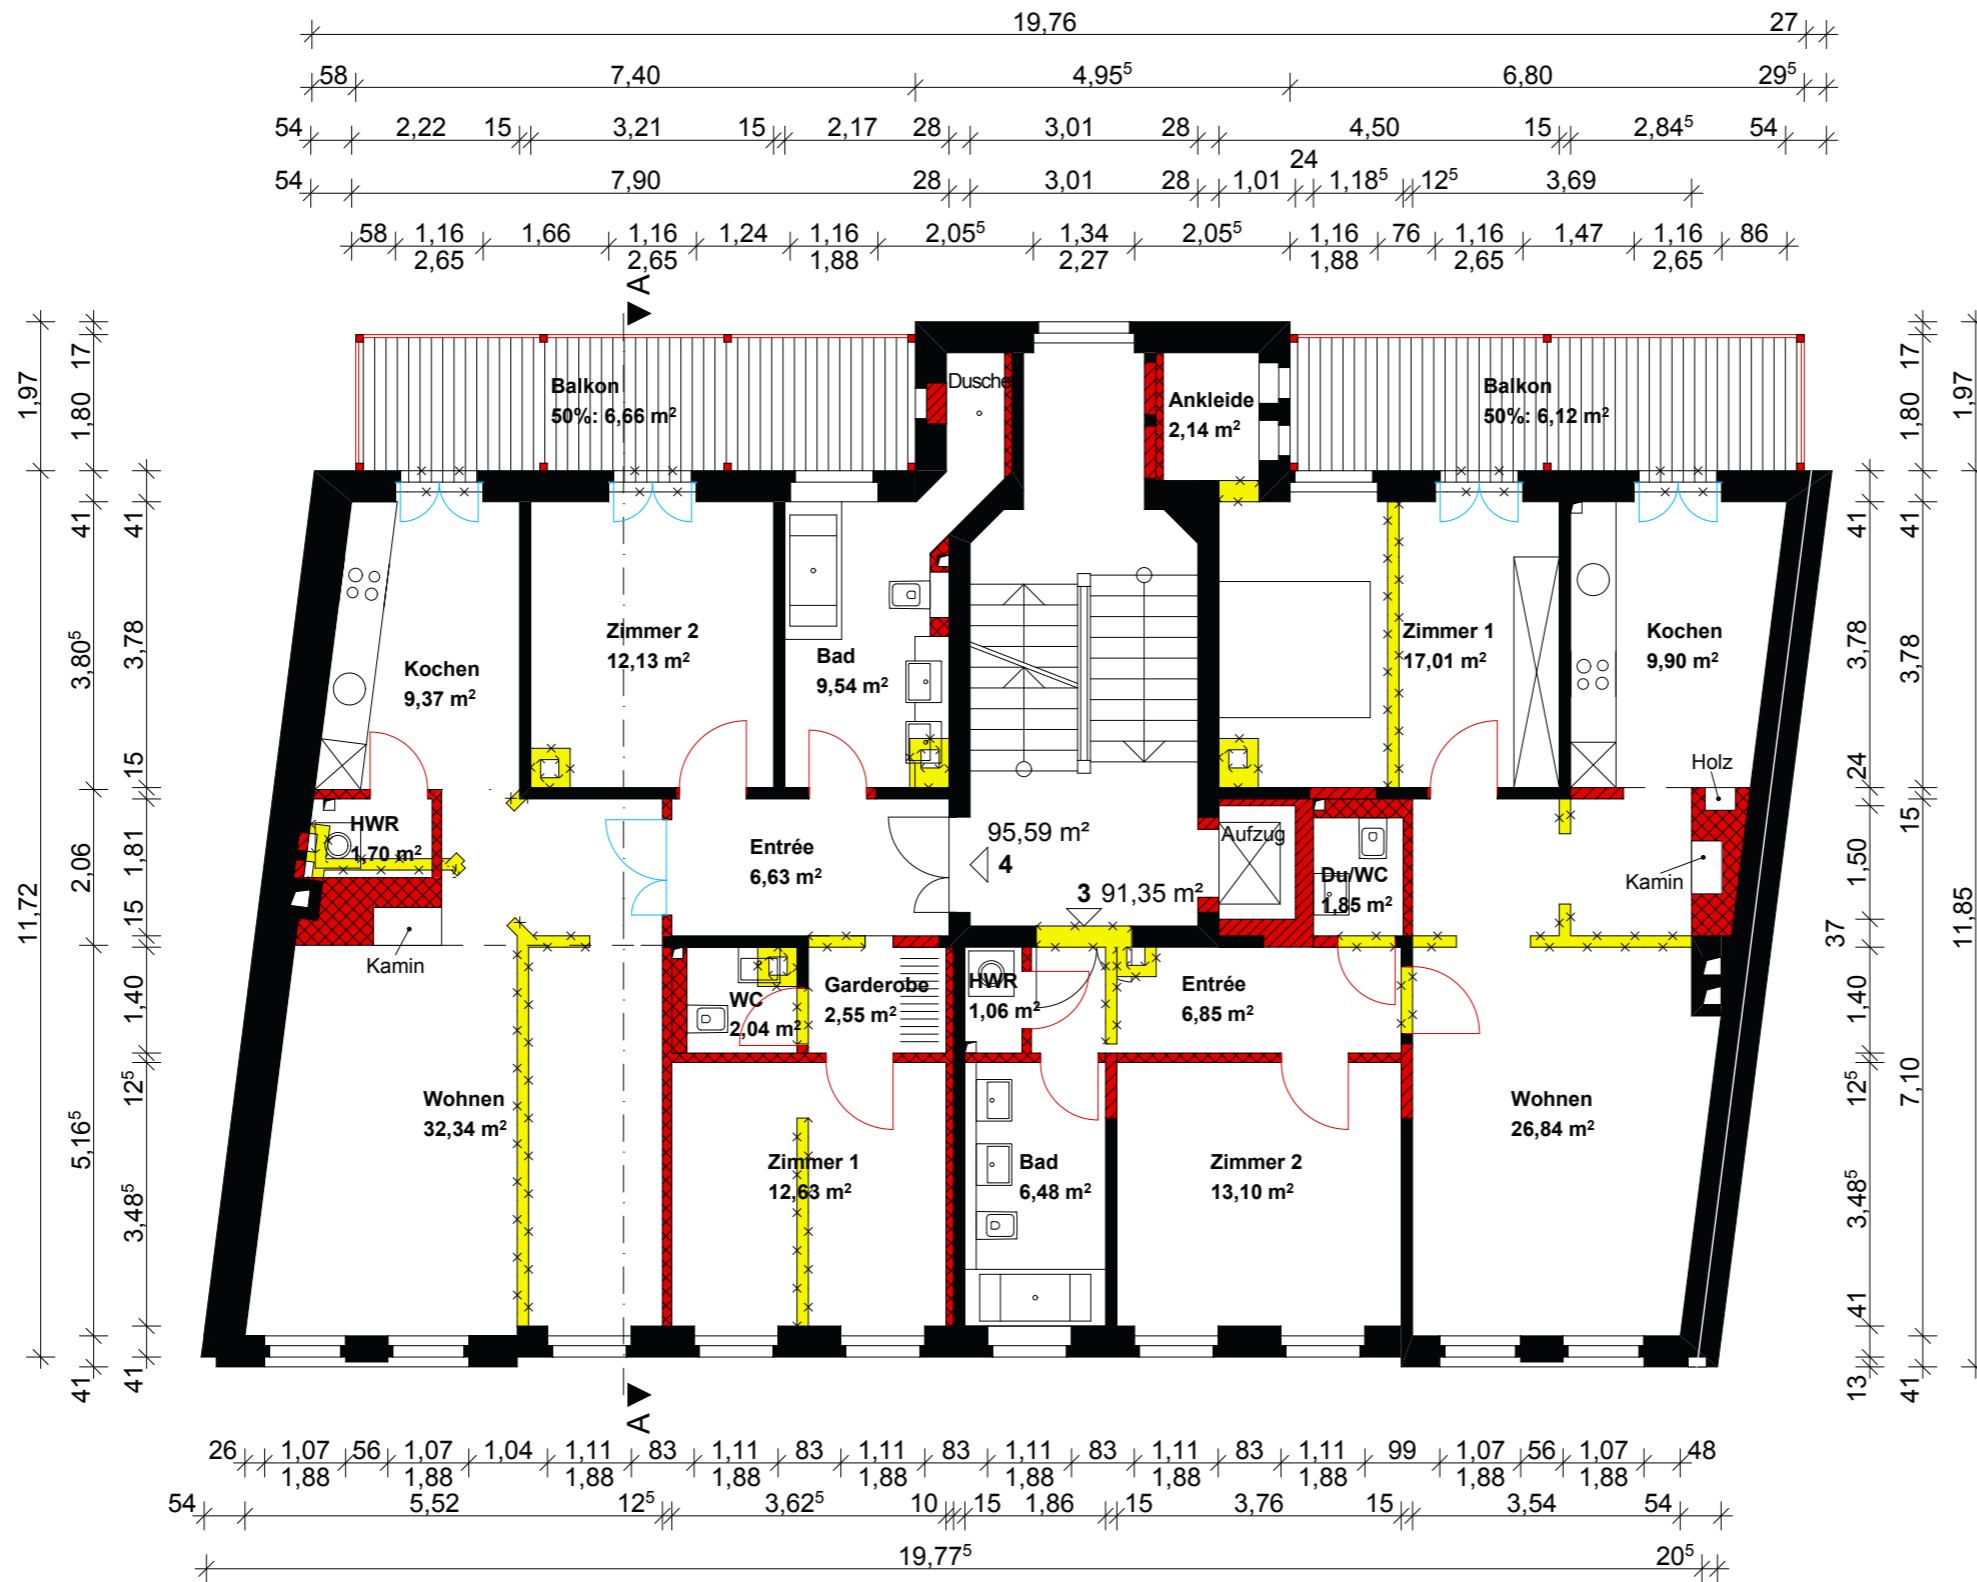 19,76 27
58 7,40 4,95⁵ 6,80 29⁵
54 2,22 15 3,21 15 2,17 28 3,01 28 4,50 15 2,84⁵ 54
24
54 7,90 28 3,01 28 1,01 1,18⁵ 12⁵ 3,69
58 1,16 1,66 1,16 1,24 1,16 2,05⁵ 1,34 2,05⁵ 1,16 76 1,16 1,47 1,16 86
2,65 2,65 1,88 2,27 1,88 2,65 2,65
A
Balkon
50%: 6,66 m²
Dusche
Ankleide
2,14 m²
Balkon
50%: 6,12 m²
Kochen
9,37 m²
Zimmer 2
12,13 m²
Bad
9,54 m²
Zimmer 1
17,01 m²
Kochen
9,90 m²
Holz
HWR
1,70 m²
Entrée
6,63 m²
95,59 m²
4
3 91,35 m²
Aufzug
Du/WC
1,85 m²
Kamin
Kamin
WC
2,04 m²
Garderobe
2,55 m²
HWR
1,06 m²
Entrée
6,85 m²
Wohnen
32,34 m²
Zimmer 1
12,63 m²
Bad
6,48 m²
Zimmer 2
13,10 m²
Wohnen
26,84 m²
A
1,97
11,72
17
1,80
41
3,80⁵
2,06
5,16⁵
41
41
3,78
15
1,81
15
1,40
12⁵
3,48⁵
41
41
3,78
24
1,50
37
1,40
12⁵
3,48⁵
41
13
17
1,80
41
3,78
15
7,10
41
1,97
11,85
26 1,07 56 1,07 1,04 1,11 83 1,11 83 1,11 83 1,11 83 1,11 83 1,11 99 1,07 56 1,07 48
1,88 1,88 1,88 1,88 1,88 1,88 1,88 1,88 1,88 1,88
54 5,52 12⁵ 3,62⁵ 10 15 1,86 15 3,76 15 3,54 54
19,77⁵ 20⁵